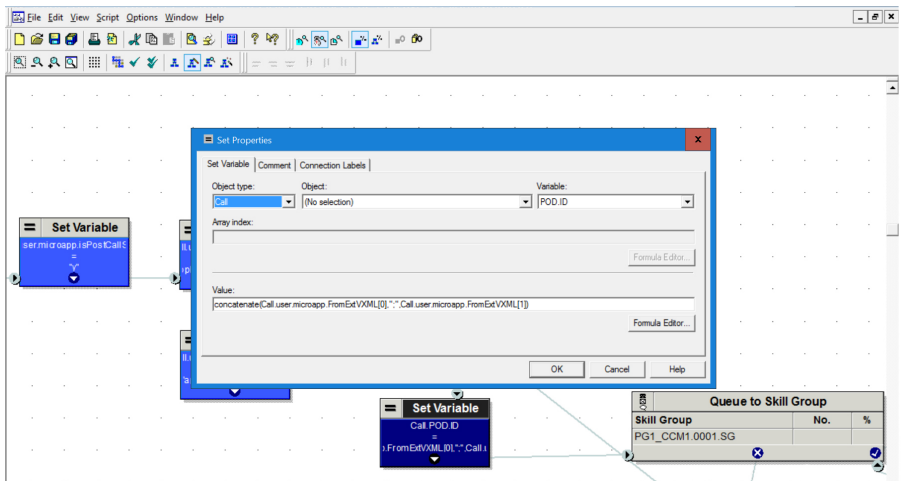 File Edit View Script Options Window Help
Set Properties
Set Variable Comment Connection Labels
Object type: Object: Variable:
Call (No selection) POD.ID
Array index:
Formula Editor...
Value:
concatenate(Call.user.microapp.FromExtVXML[0],";",Call.user.microapp.FromExtVXML[1])
Formula Editor...
OK Cancel Help
Set Variable
ser.microapp.isPostCallS
=
"y"
Set Variable
Call.POD.ID
=
.FromExtVXML[0],";",Call.u
Queue to Skill Group
Skill Group No. %
PG1_CCM1.0001.SG